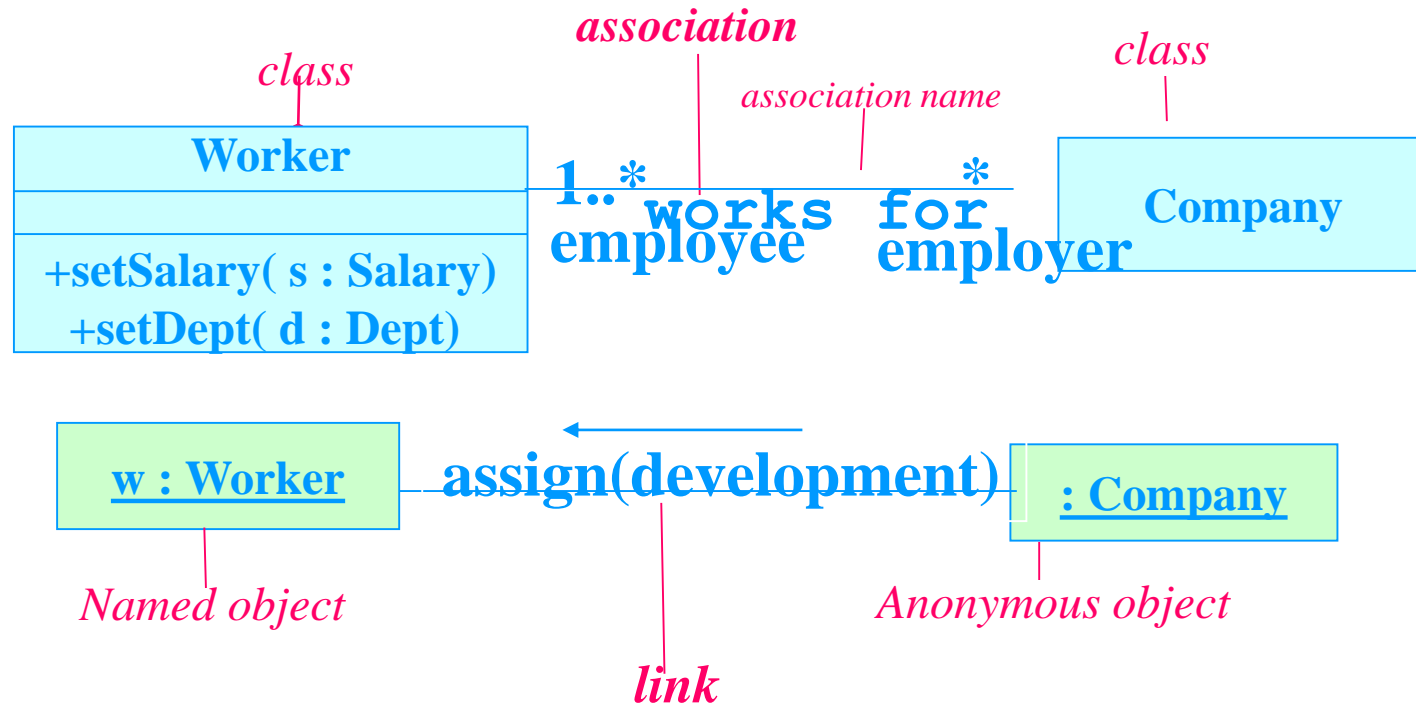 association
class
class
association name
Worker
1..*
*
works for
Company
employee
employer
+setSalary( s : Salary)
+setDept( d : Dept)
assign(development)
w : Worker
: Company
Named object
Anonymous object
link